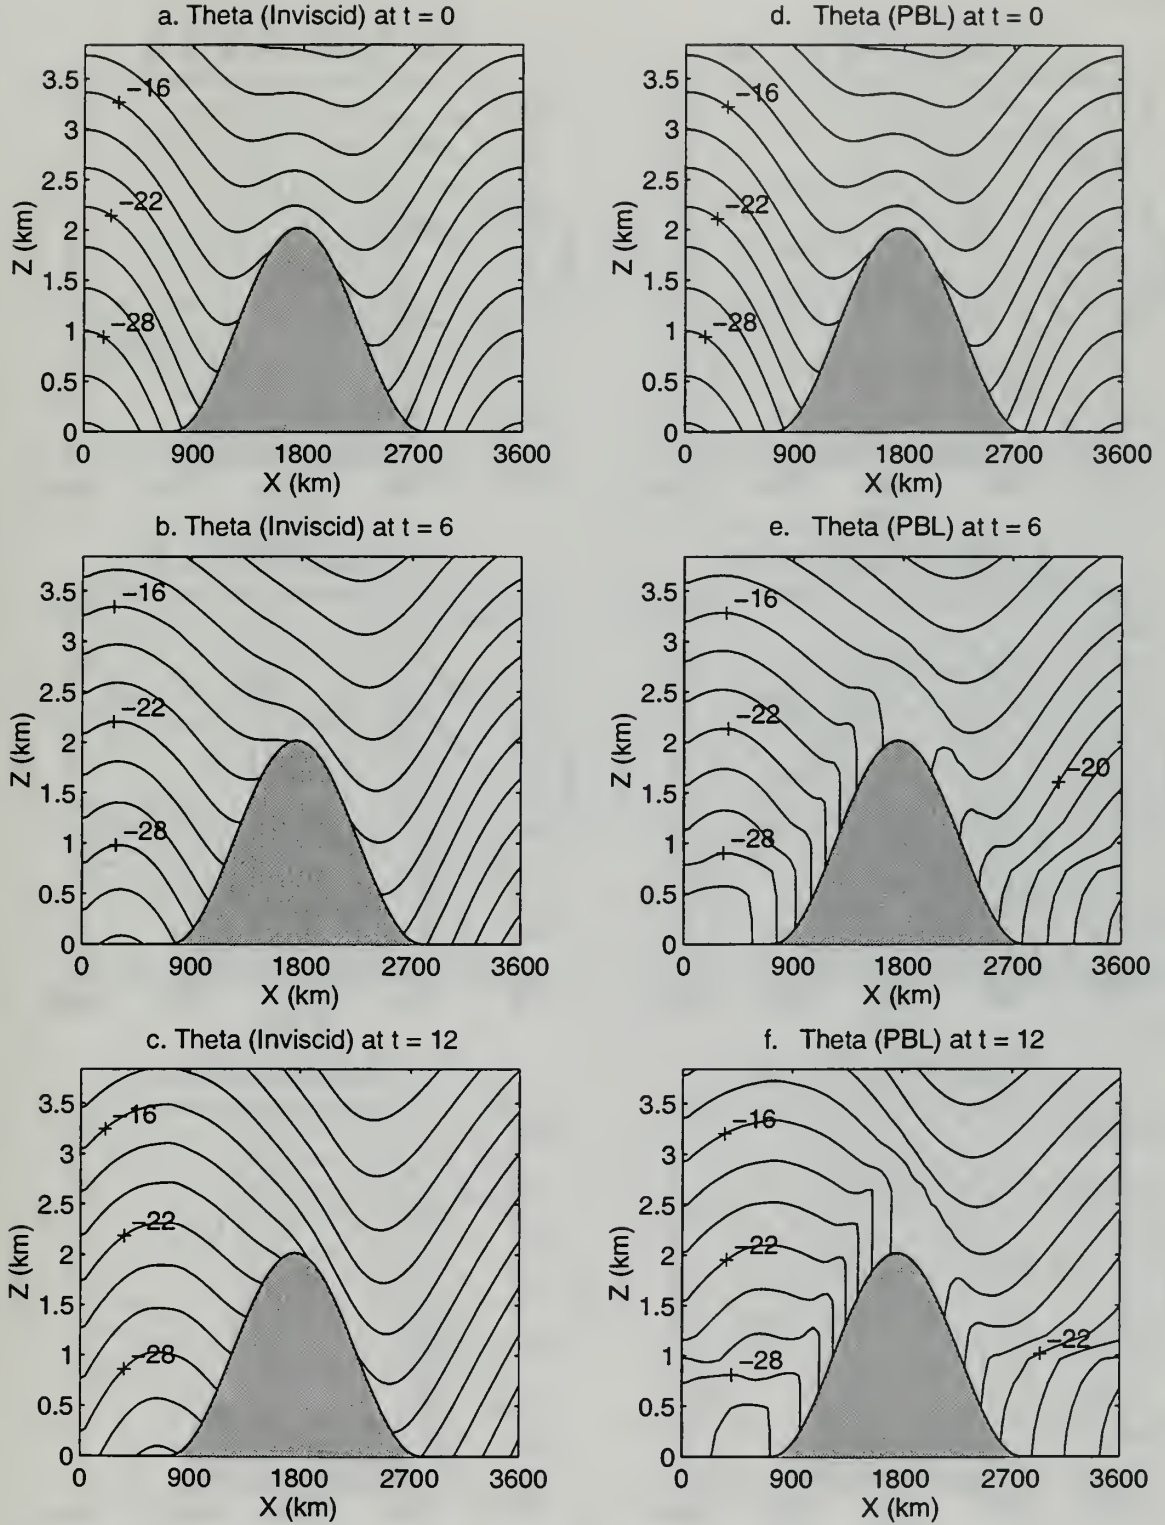 a. Theta (Inviscid) at t = 0
3.5
3
2.5
2
1.5
1
0.5
0
Z (km)
−16
−22
−28
0 900 1800 2700 3600
X (km)
d. Theta (PBL) at t = 0
3.5
3
2.5
2
1.5
1
0.5
0
Z (km)
−16
−22
−28
0 900 1800 2700 3600
X (km)
b. Theta (Inviscid) at t = 6
3.5
3
2.5
2
1.5
1
0.5
0
Z (km)
−16
−22
−28
0 900 1800 2700 3600
X (km)
e. Theta (PBL) at t = 6
3.5
3
2.5
2
1.5
1
0.5
0
Z (km)
−16
−22
−20
−28
0 900 1800 2700 3600
X (km)
c. Theta (Inviscid) at t = 12
3.5
3
2.5
2
1.5
1
0.5
0
Z (km)
−16
−22
−28
0 900 1800 2700 3600
X (km)
f. Theta (PBL) at t = 12
3.5
3
2.5
2
1.5
1
0.5
0
Z (km)
−16
−22
−22
−28
0 900 1800 2700 3600
X (km)